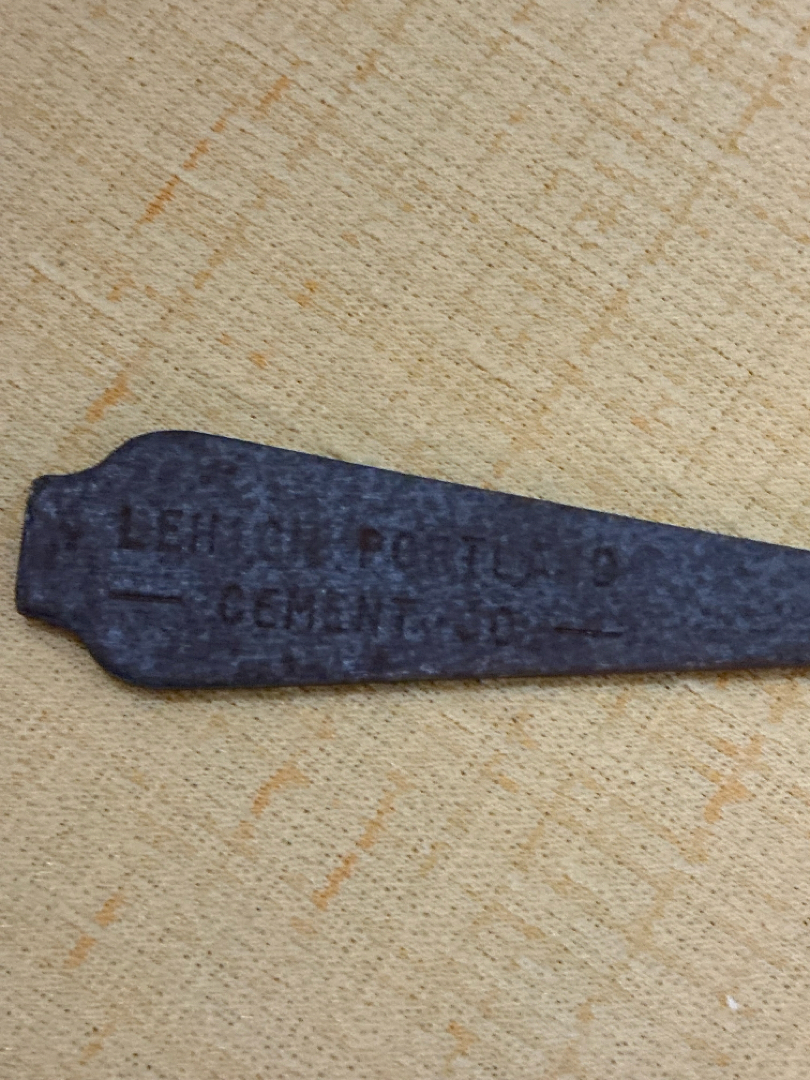 LEHIGH PORTLAND
— CEMENT CO —